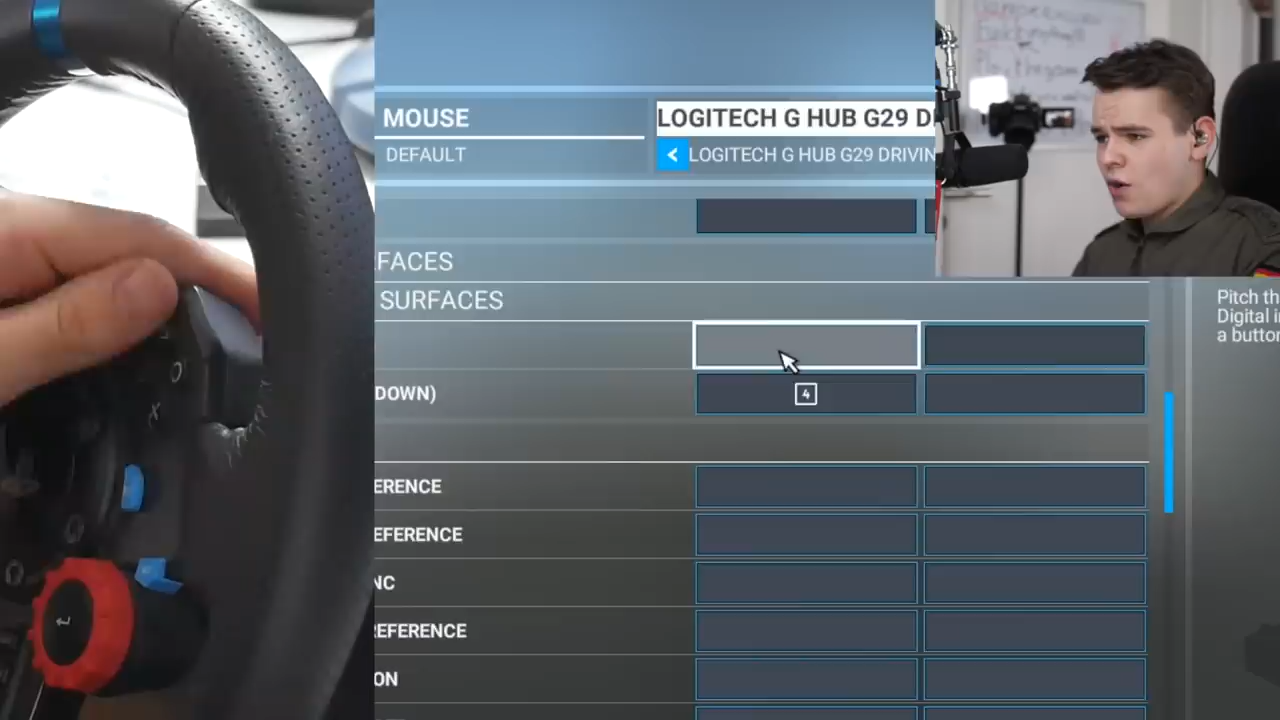 MOUSE
LOGITECH G HUB G29 D
DEFAULT
LOGITECH G HUB G29 DRIVIN
FACES
SURFACES
Pitch th
Digital i
a button
DOWN)
4
ERENCE
EFERENCE
NC
REFERENCE
ON